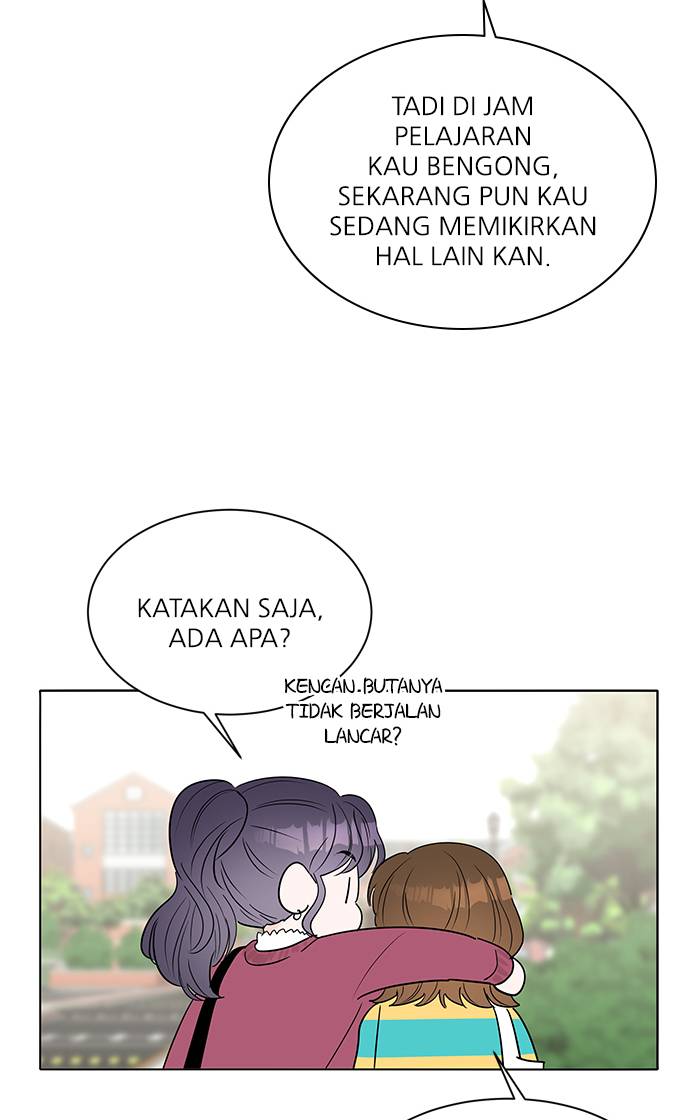 TADI DI JAM
PELAJARAN
KAU BENGONG,
SEKARANG PUN KAU
SEDANG MEMIKIRKAN
HAL LAIN KAN.
KATAKAN SAJA,
ADA APA?
KENCAN BUTANYA
TIDAK BERJALAN
LANCAR?